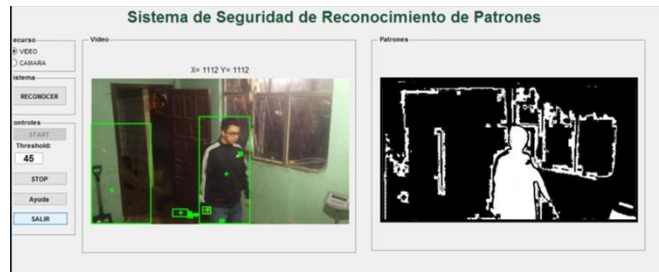 Sistema de Seguridad de Reconocimiento de Patrones
ecurso
VIDEO
CAMARA
istema
RECONOCER
ontroles
START
Threshold:
45
STOP
Ayuda
SALIR
Video
X= 1112 Y= 1112
Patrones